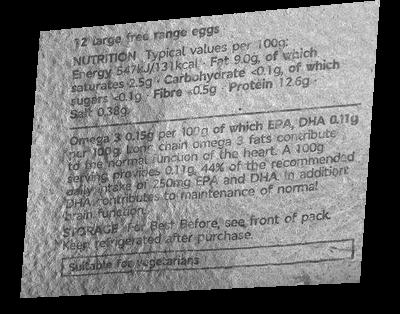 12 large free range eggs
NUTRITION Typical values per 100g:
Energy 547kJ/131kcal · Fat 9.0g, of which
saturates 2.5g · Carbohydrate <0.1g, of which
sugars <0.1g · Fibre <0.5g · Protein 12.6g ·
Salt 0.38g
Omega 3 0.15g per 100g of which EPA, DHA 0.11g
per 100g. Long chain omega 3 fats contribute
to the normal function of the heart. A 100g
serving provides 0.11g, 44% of the recommended
daily intake of 250mg EPA and DHA. In addition
DHA contributes to maintenance of normal
brain function.
STORAGE For Best Before, see front of pack.
Keep refrigerated after purchase.
Suitable for vegetarians